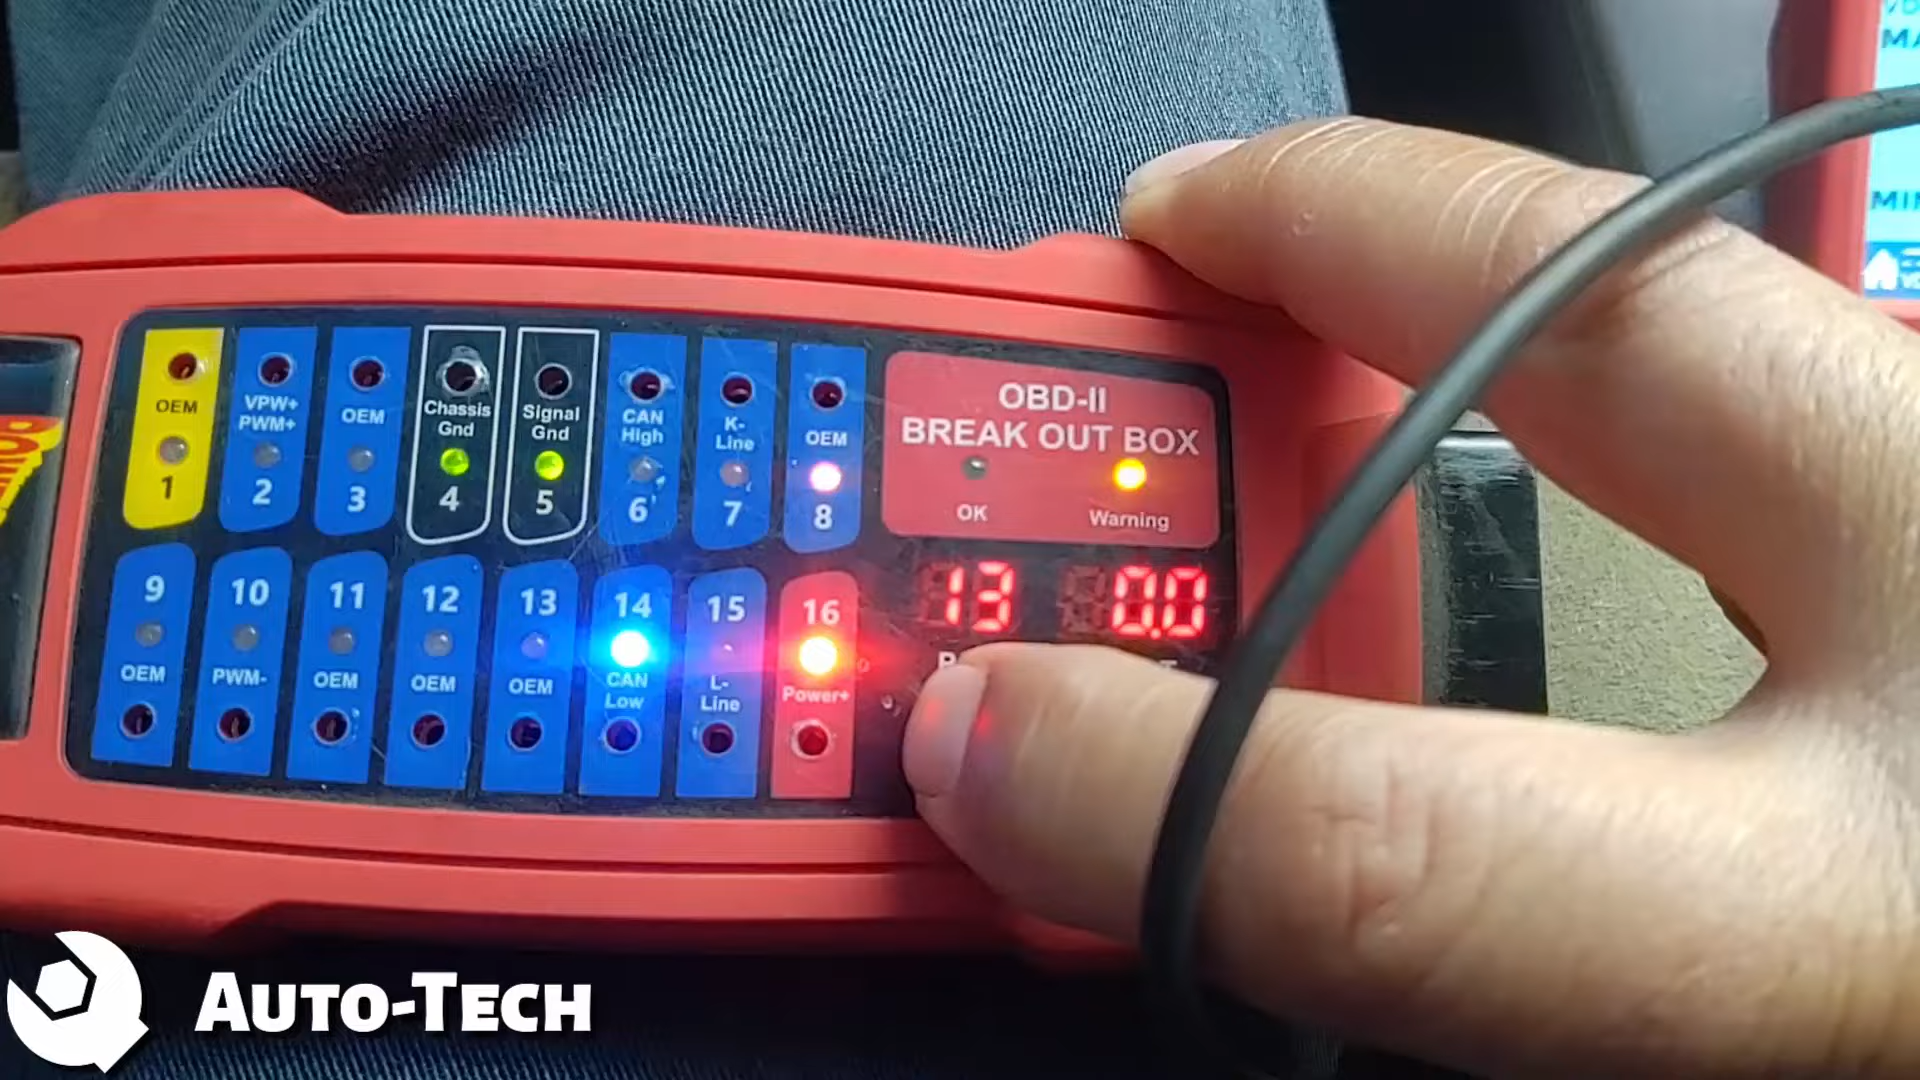 OEM
1
VPW+
PWM+
2
OEM
3
Chassis
Gnd
4
Signal
Gnd
5
CAN
High
6
K-
Line
7
OEM
8
OBD-II
BREAK OUT BOX
OK
Warning
9
OEM
10
PWM-
11
OEM
12
OEM
13
OEM
14
CAN
Low
15
L-
Line
16
Power+
13
0.0
AUTO-TECH